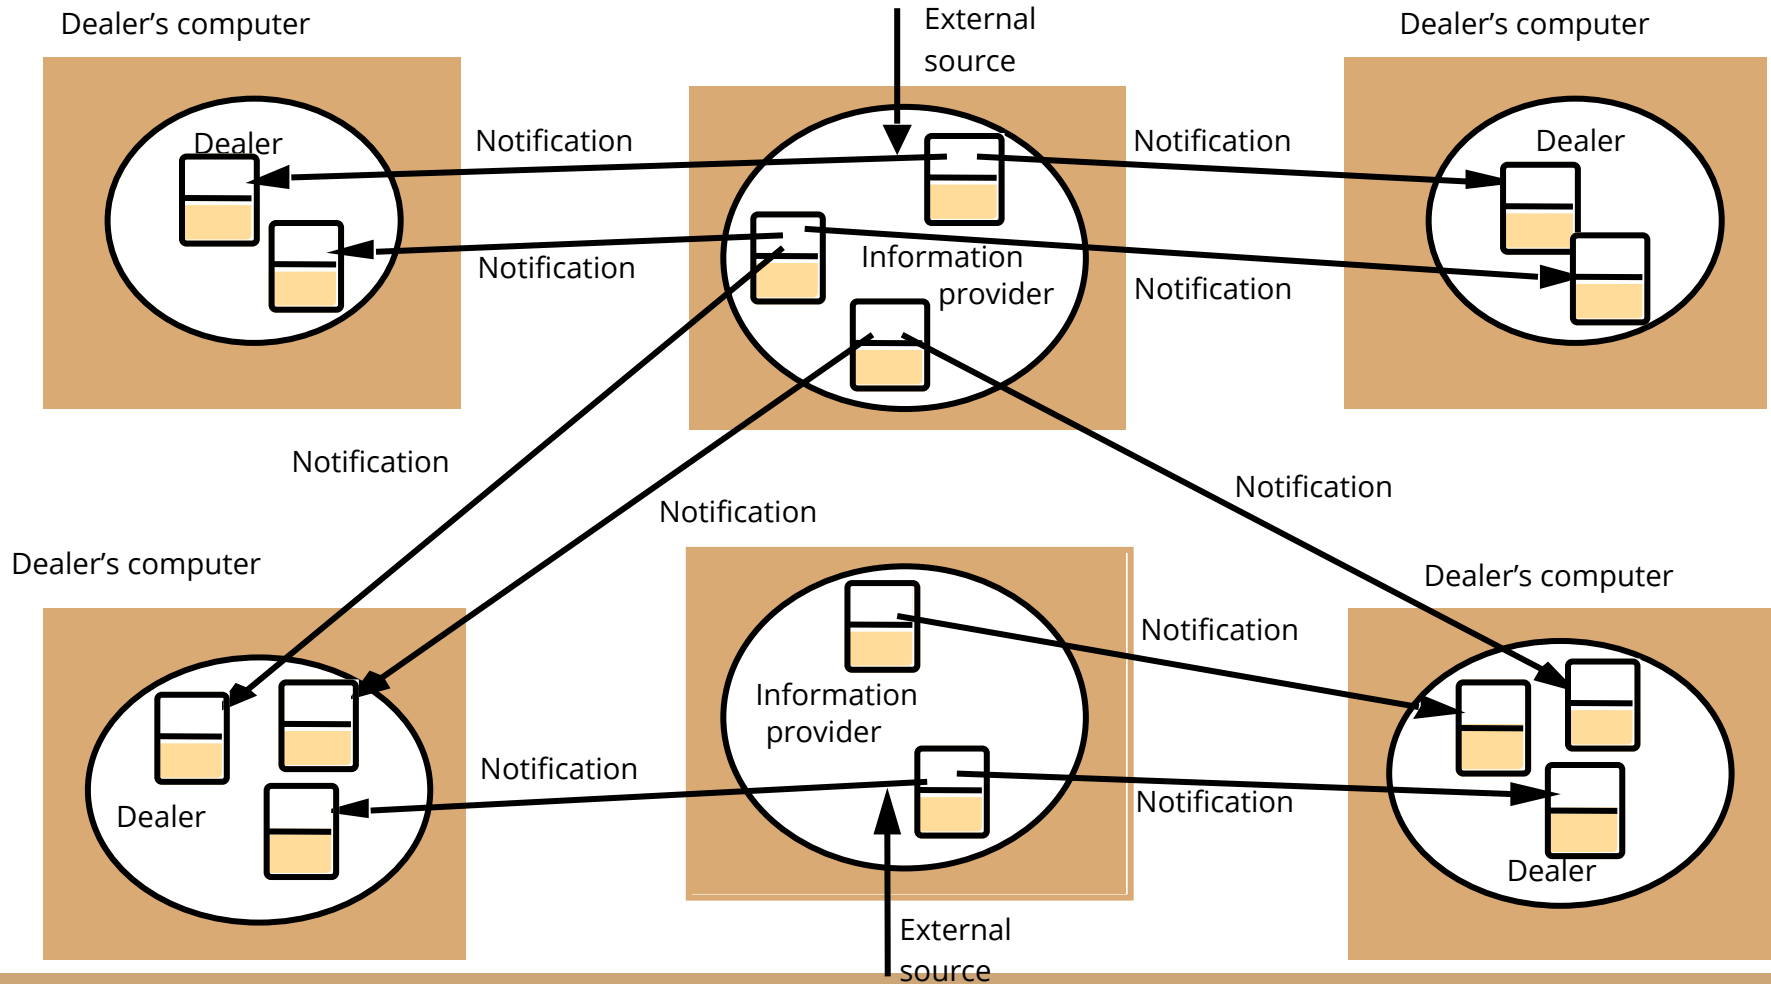 Dealer’s computer
External
source
Dealer’s computer
Dealer
Notification
Notification
Dealer
Notification
Information
provider
Notification
Notification
Notification
Notification
Notification
Dealer’s computer
Dealer’s computer
Notification
Information
provider
Notification
Notification
Dealer
Dealer
External
source